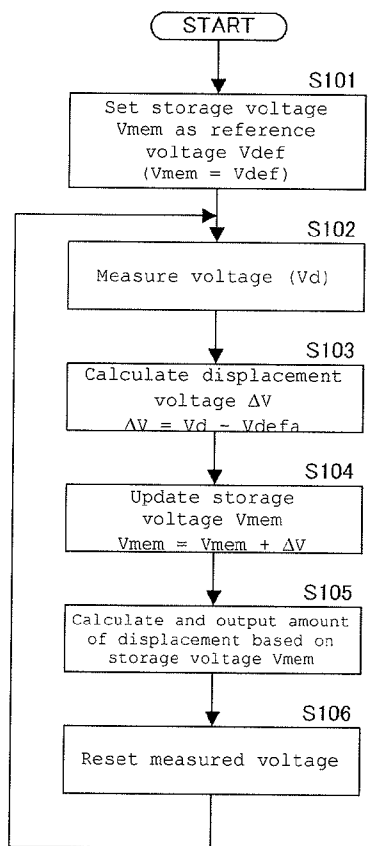 START
S101
Set storage voltage
Vmem as reference
voltage Vdef
(Vmem = Vdef)
S102
Measure voltage (Vd)
S103
Calculate displacement
voltage ΔV
ΔV = Vd - Vdefa
S104
Update storage
voltage Vmem
Vmem = Vmem + ΔV
S105
Calculate and output amount
of displacement based on
storage voltage Vmem
S106
Reset measured voltage